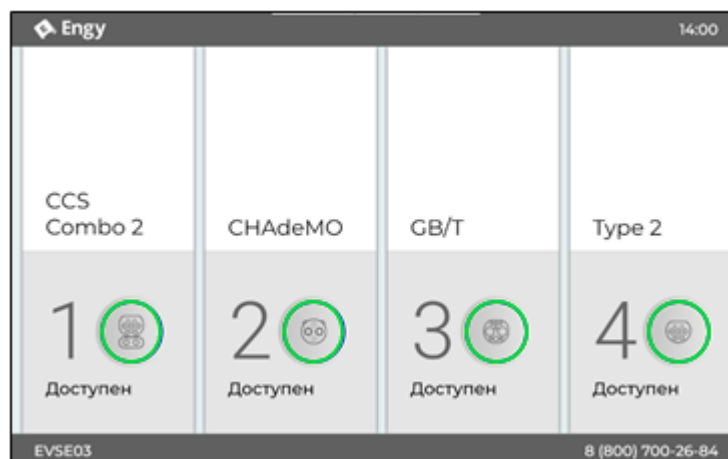 Engy
14:00
CCS
Combo 2
CHAdeMO
GB/T
Type 2
1
2
3
4
Доступен
Доступен
Доступен
Доступен
EVSE03
8 (800) 700-26-84